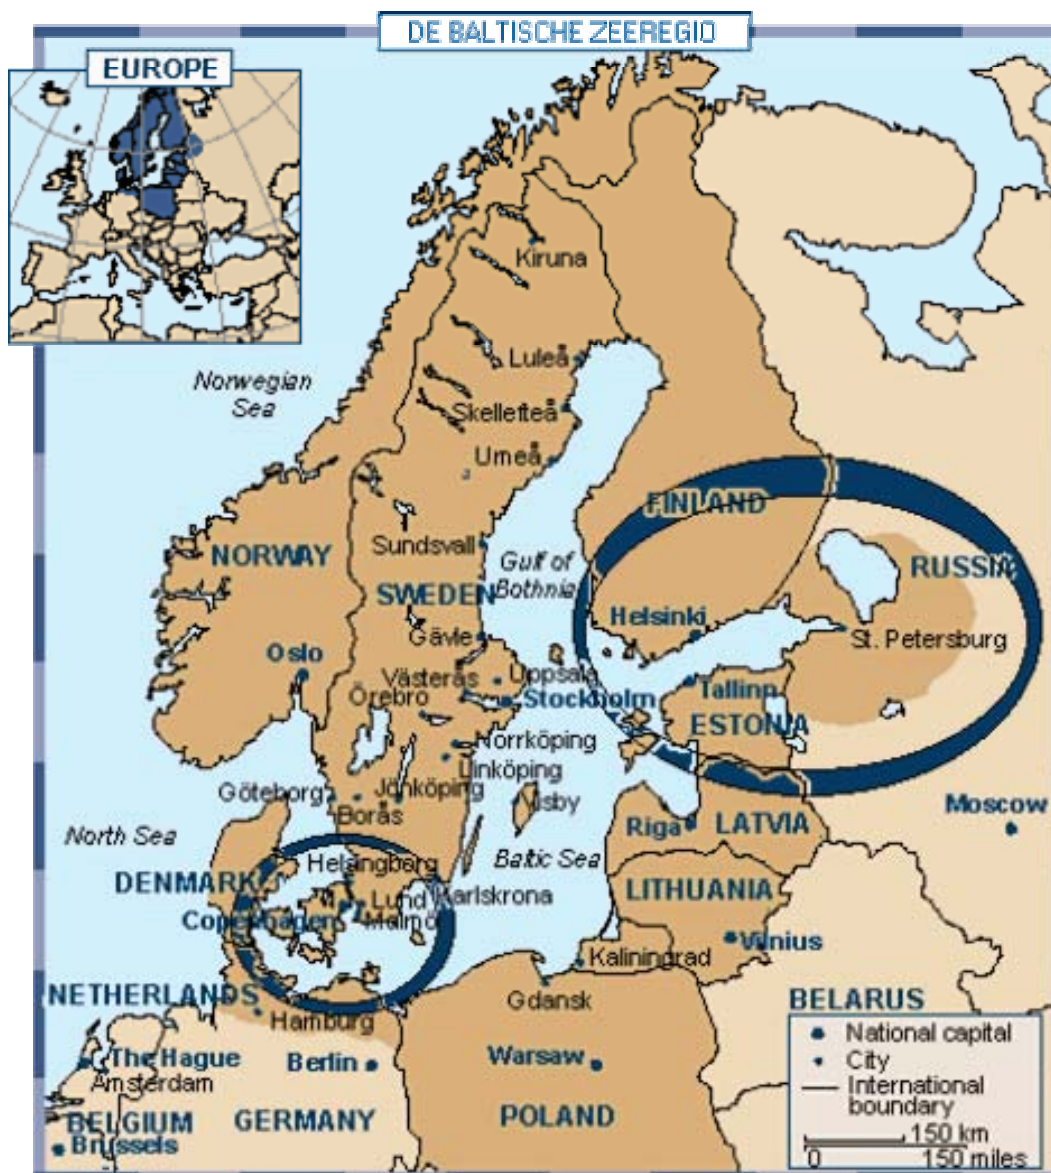 DE BALTISCHE ZEEREGIO
EUROPE
Kiruna
Luleå
Norwegian
Sea
Skellefteå
Umeå
FINLAND
Sundsvall
NORWAY
Gulf of
Bothnia
RUSSIA
SWEDEN
Helsinki
Gävle
St. Petersburg
Oslo
Västerås
Uppsala
Örebro
Stockholm
Tallinn
ESTONIA
Norrköping
Linköping
Göteborg
Jönköping
Visby
Borås
Moscow
North Sea
Riga
LATVIA
Helsingborg
Baltic Sea
DENMARK
Lund
Karlskrona
LITHUANIA
Copenhagen
Malmö
Vilnius
Kaliningrad
NETHERLANDS
Gdansk
BELARUS
Hamburg
National capital
The Hague
Berlin
Warsaw
City
Amsterdam
International
boundary
BELGIUM
GERMANY
POLAND
150 km
Brussels
0 150 miles